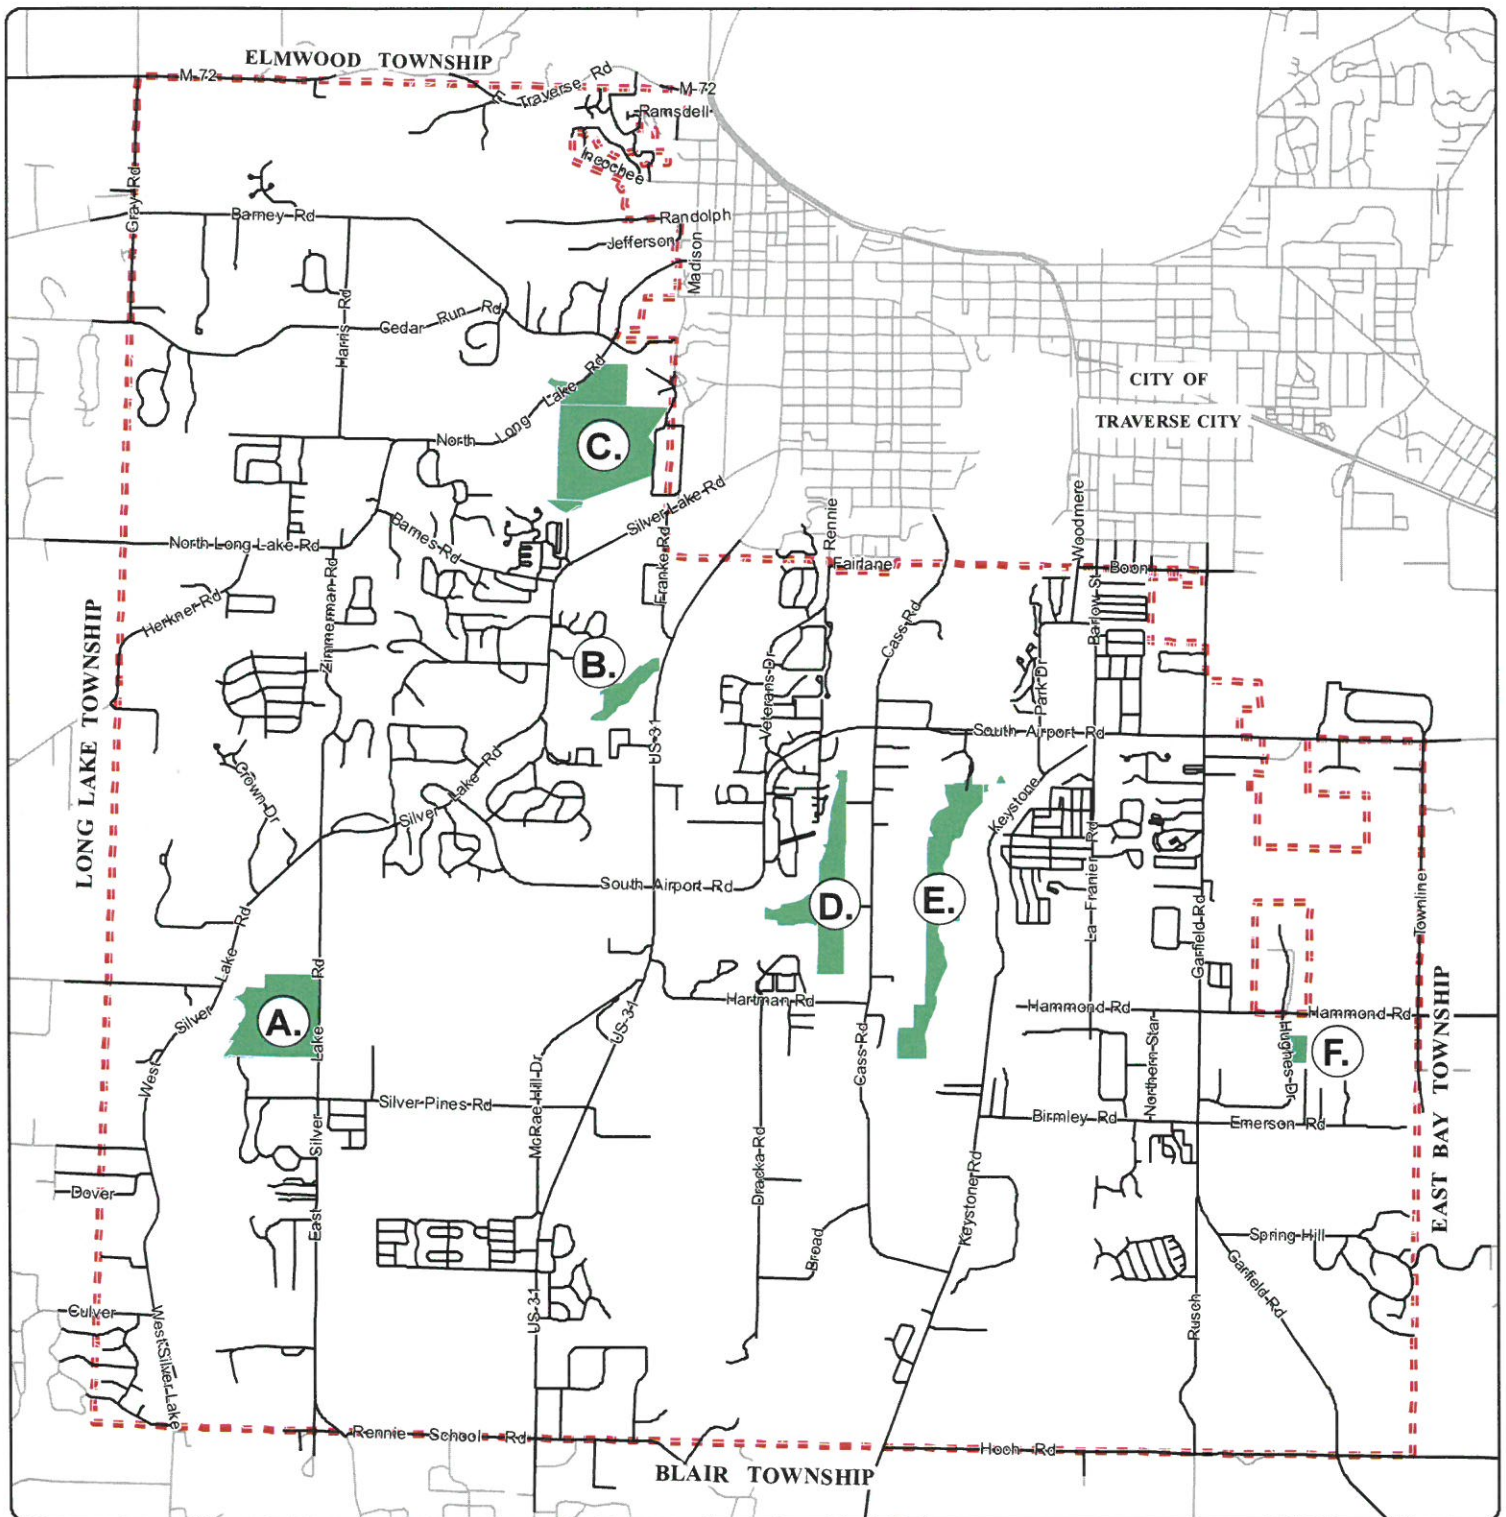 ELMWOOD TOWNSHIP
M-72
E Traverse Rd
M-72
Ramsdell
Incochee
Gray Rd
Barney Rd
Randolph
Jefferson
Madison
Harris Rd
Cedar Run Rd
CITY OF
TRAVERSE CITY
North Long Lake Rd
C.
Silver Lake Rd
Barnes Rd
North Long Lake Rd
Franke Rd
Rennie
Woodmere
Fairlane
Boon
Herkner Rd
Zimmerman Rd
Barlow St
Cass Rd
B.
LONG LAKE TOWNSHIP
Veterans Dr
Park Dr
US-31
South Airport Rd
Crown Dr
Silver Lake Rd
Keystone
La Franier Rd
South Airport Rd
D.
E.
Garfield Rd
Townline
West Silver Lake Rd
A.
East Silver Lake Rd
Hartman Rd
US-31
Hammond Rd
Hammond Rd
EAST BAY TOWNSHIP
Cass Rd
Northern Star
Hughes Dr
F.
McRae Hill Dr
Silver Pines Rd
Birmley Rd
Emerson Rd
Dover
Dracka Rd
Keystone Rd
Broad
Spring Hill
Garfield Rd
Culver
West Silver Lake
US-31
Rusch
Rennie School Rd
Hoch Rd
BLAIR TOWNSHIP